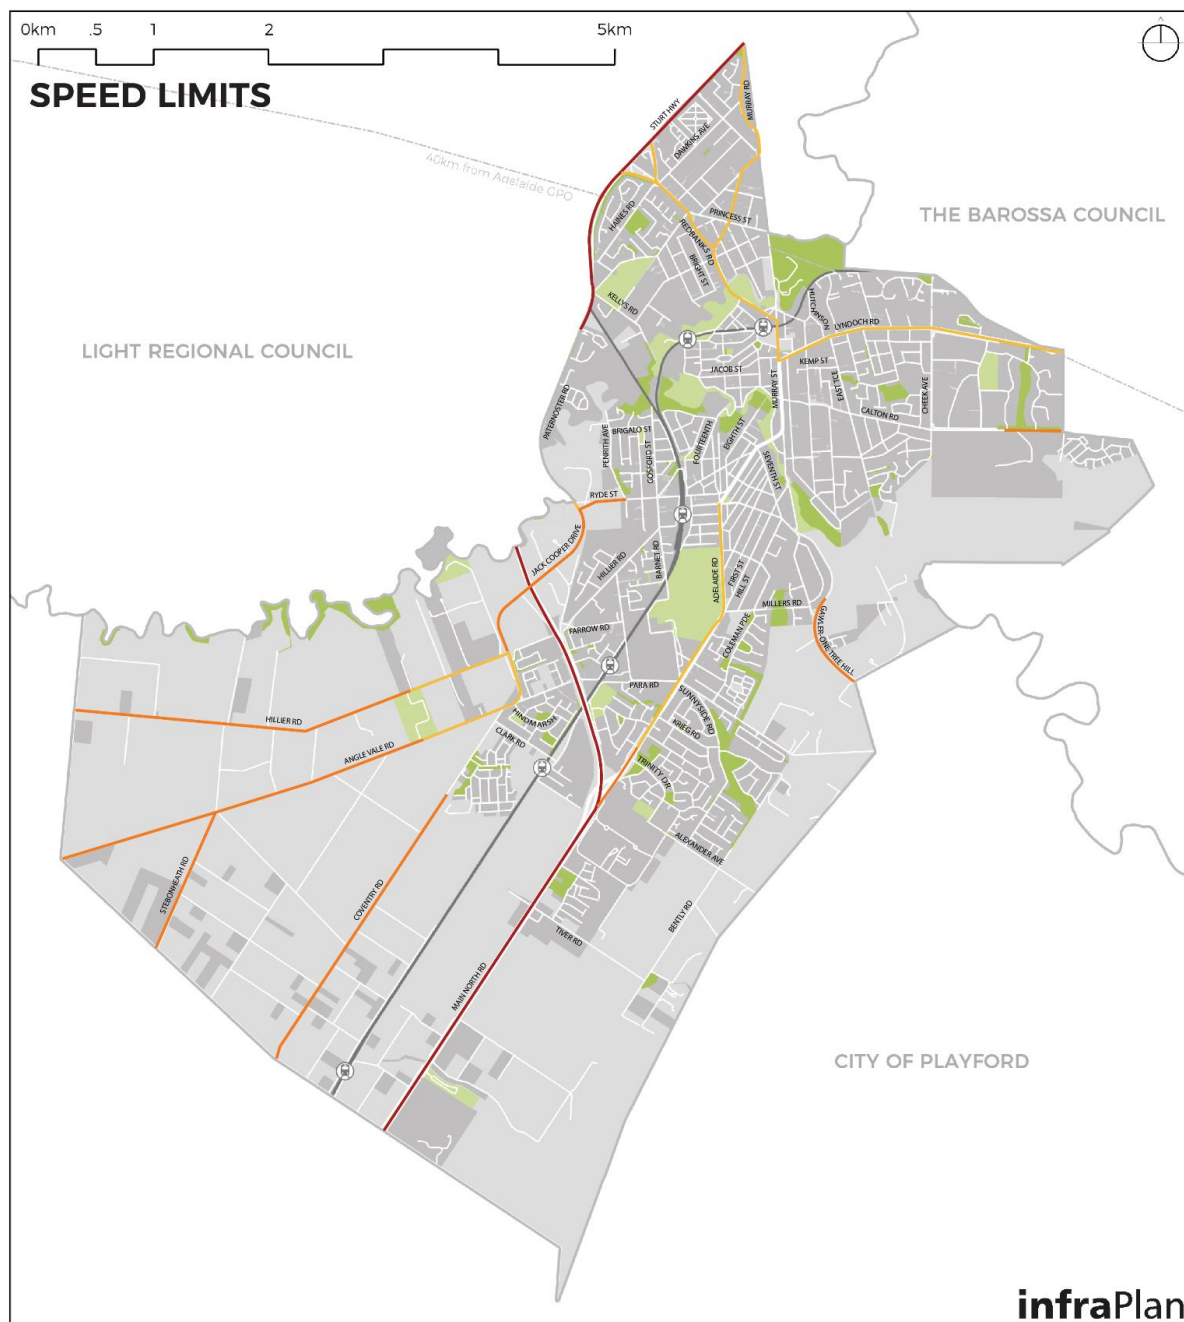 0km .5 1 2 5km
SPEED LIMITS
40km from Adelaide CPO
STURT HWY
MURRAY RD
DAWKINS AVE
THE BAROSSA COUNCIL
HAINES RD
PRINCESS ST
REDBANKS RD
BRIGHT ST
KELLYS RD
HUTCHINSON
LYNDOCH RD
LIGHT REGIONAL COUNCIL
KEMP ST
JACOB ST
MURRAY ST
EAST TCE
CHEEK AVE
PATERNOSTER RD
CALTON RD
BRIGALO ST
PENRITH AVE
GOSFORD ST
FOURTEENTH
EIGHTH ST
SEVENTH ST
RYDE ST
JACK COOPER DRIVE
HILLIER RD
BARNET RD
ADELAIDE RD
FIRST ST
HILL ST
MILLERS RD
GAWLER-ONE TREE HILL
FARROW RD
COLEMAN PDE
PARA RD
SUNNYSIDE RD
HILLIER RD
HINDMARSH
KRIEG RD
CLARK RD
ANGLE VALE RD
TRINITY DR
ALEXANDER AVE
STEBONHEATH RD
COVENTRY RD
BENTLY RD
TIVER RD
MAIN NORTH RD
CITY OF PLAYFORD
infraPlan